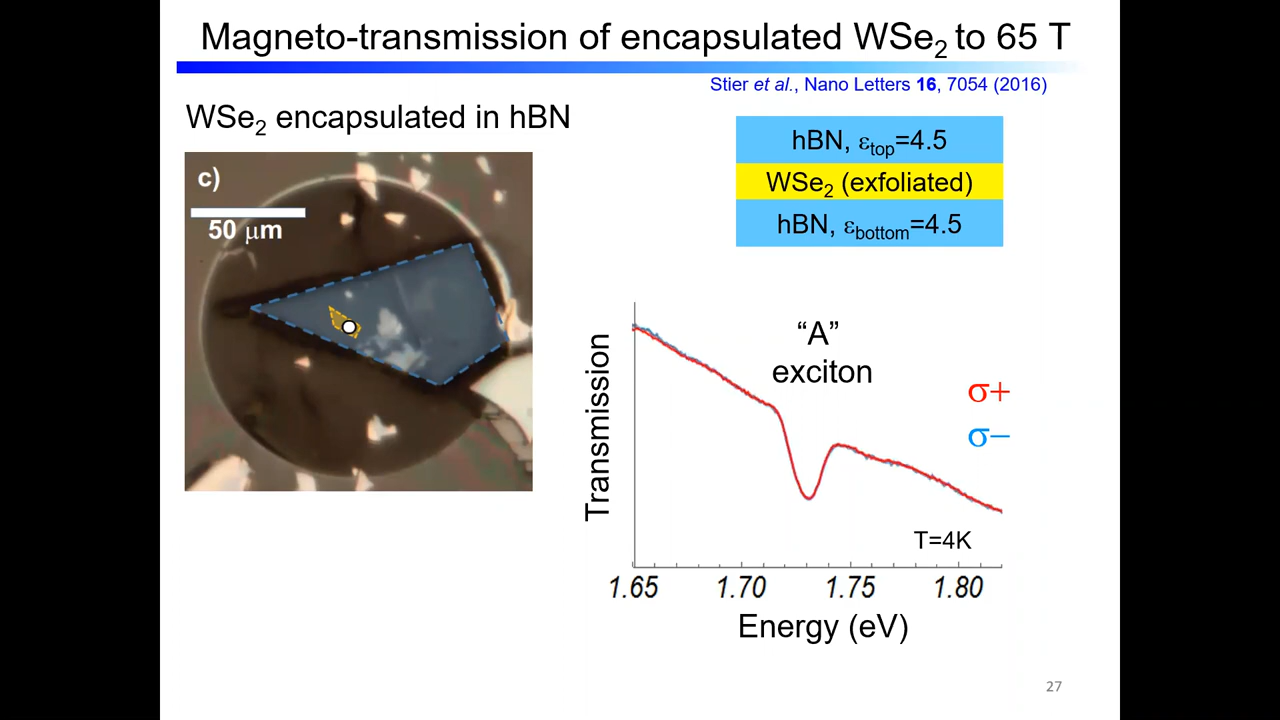 Magneto-transmission of encapsulated WSe₂ to 65 T
Stier et al., Nano Letters 16, 7054 (2016)
WSe₂ encapsulated in hBN
c)
50 μm
hBN, εtop=4.5
WSe₂ (exfoliated)
hBN, εbottom=4.5
“A”
exciton
σ+
σ−
T=4K
Transmission
1.65 1.70 1.75 1.80
Energy (eV)
27